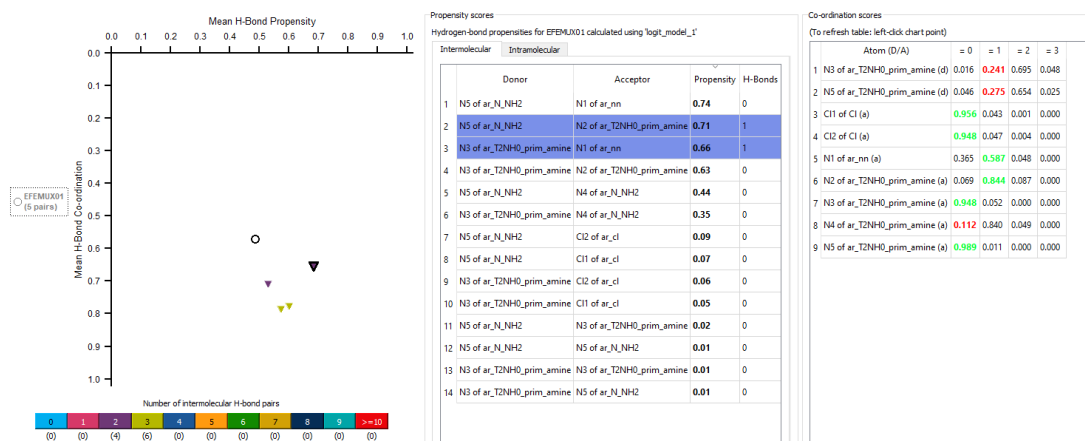 Mean H-Bond Propensity
0.0 0.1 0.2 0.3 0.4 0.5 0.6 0.7 0.8 0.9 1.0
0.0
0.1
0.2
0.3
0.4
0.5
0.6
0.7
0.8
0.9
1.0
Mean H-Bond Co-ordination
EFEMUX01
(5 pairs)
Number of intermolecular H-bond pairs
0 1 2 3 4 5 6 7 8 9 >=10
(0) (0) (4) (6) (0) (0) (0) (0) (0) (0) (0)
Propensity scores
Hydrogen-bond propensities for EFEMUX01 calculated using 'logit_model_1'
Intermolecular Intramolecular
Donor Acceptor Propensity H-Bonds
1 N5 of ar_N_NH2 N1 of ar_nn 0.74 0
2 N5 of ar_N_NH2 N2 of ar_T2NH0_prim_amine 0.71 1
3 N3 of ar_T2NH0_prim_amine N1 of ar_nn 0.66 1
4 N3 of ar_T2NH0_prim_amine N2 of ar_T2NH0_prim_amine 0.63 0
5 N5 of ar_N_NH2 N4 of ar_N_NH2 0.44 0
6 N3 of ar_T2NH0_prim_amine N4 of ar_N_NH2 0.35 0
7 N5 of ar_N_NH2 Cl2 of ar_cl 0.09 0
8 N5 of ar_N_NH2 Cl1 of ar_cl 0.07 0
9 N3 of ar_T2NH0_prim_amine Cl2 of ar_cl 0.06 0
10 N3 of ar_T2NH0_prim_amine Cl1 of ar_cl 0.05 0
11 N5 of ar_N_NH2 N3 of ar_T2NH0_prim_amine 0.02 0
12 N5 of ar_N_NH2 N5 of ar_N_NH2 0.01 0
13 N3 of ar_T2NH0_prim_amine N3 of ar_T2NH0_prim_amine 0.01 0
14 N3 of ar_T2NH0_prim_amine N5 of ar_N_NH2 0.01 0
Co-ordination scores
(To refresh table: left-click chart point)
Atom (D/A) = 0 = 1 = 2 = 3
1 N3 of ar_T2NH0_prim_amine (d) 0.016 0.241 0.695 0.048
2 N5 of ar_T2NH0_prim_amine (d) 0.046 0.275 0.654 0.025
3 Cl1 of Cl (a) 0.956 0.043 0.001 0.000
4 Cl2 of Cl (a) 0.948 0.047 0.004 0.000
5 N1 of ar_nn (a) 0.365 0.587 0.048 0.000
6 N2 of ar_T2NH0_prim_amine (a) 0.069 0.844 0.087 0.000
7 N3 of ar_T2NH0_prim_amine (a) 0.948 0.052 0.000 0.000
8 N4 of ar_T2NH0_prim_amine (a) 0.112 0.840 0.049 0.000
9 N5 of ar_T2NH0_prim_amine (a) 0.989 0.011 0.000 0.000